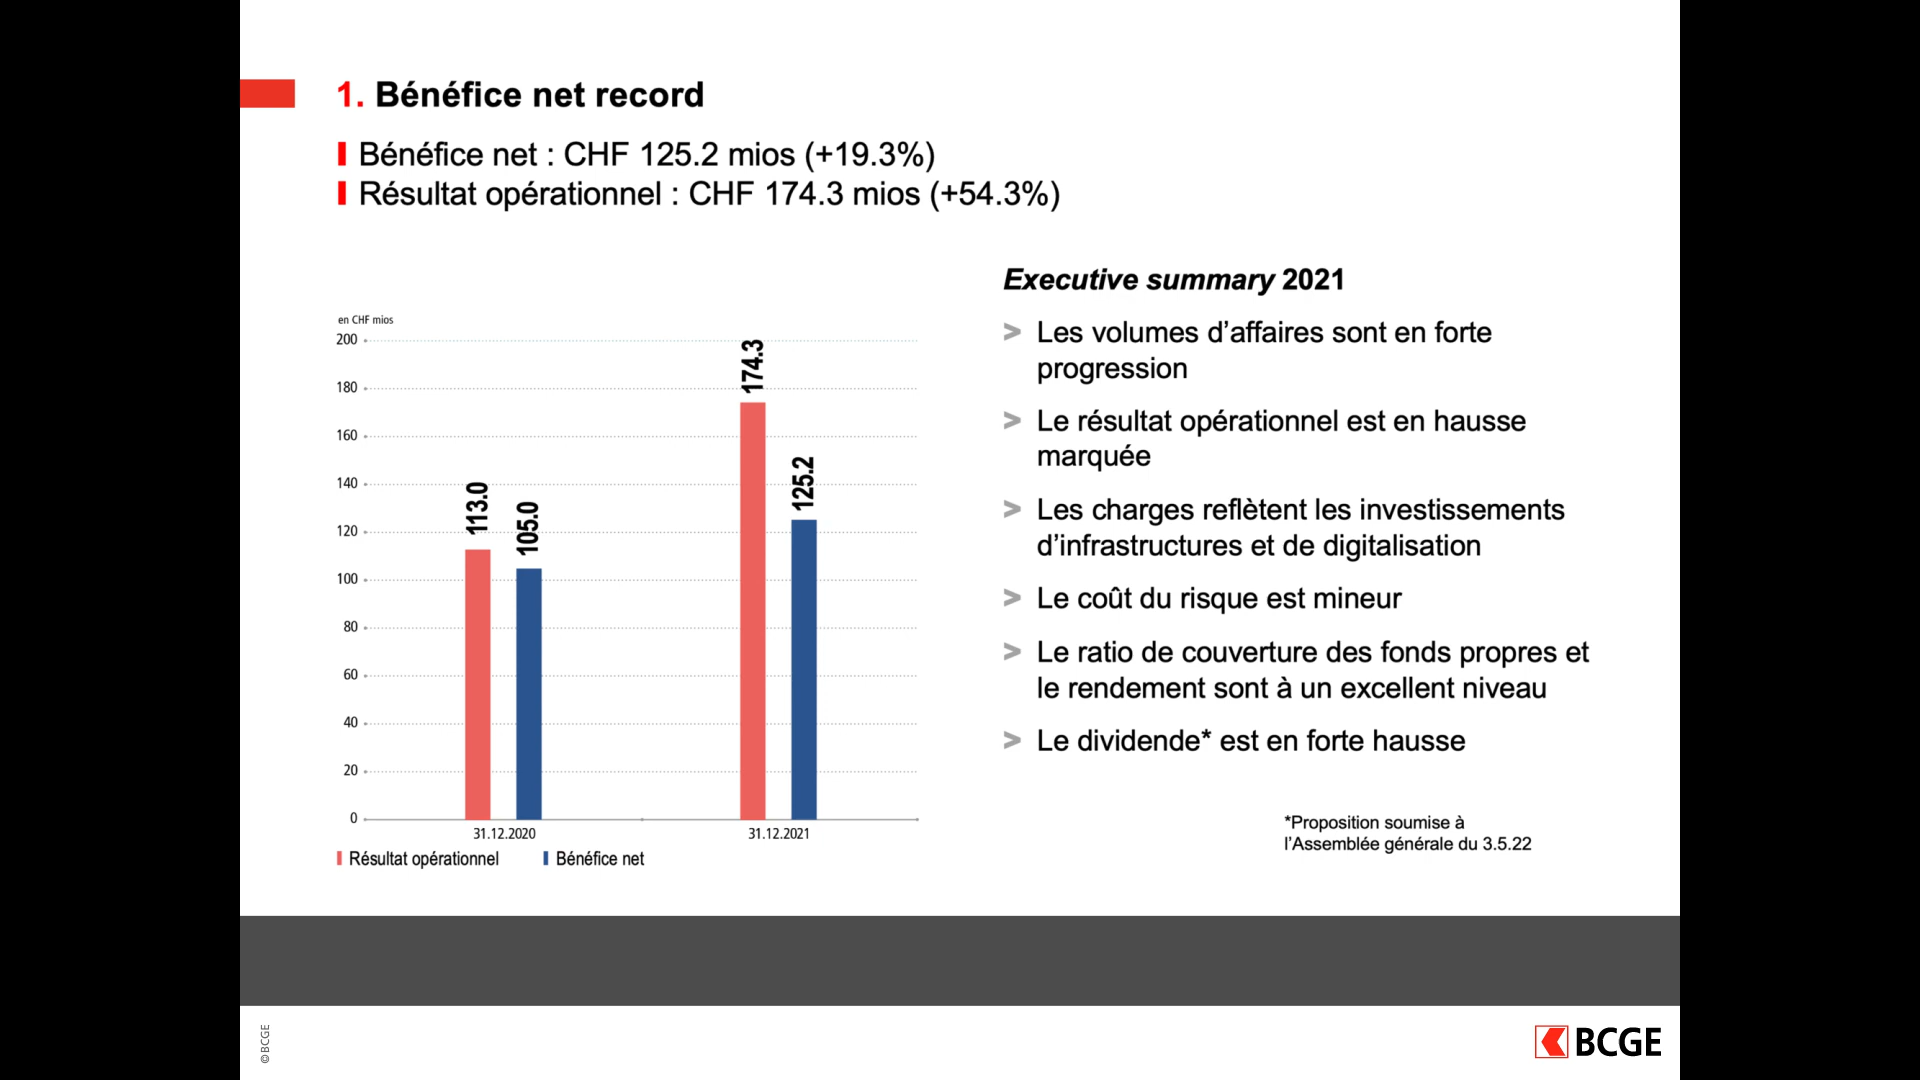 1. Bénéfice net record
Bénéfice net : CHF 125.2 mios (+19.3%)
Résultat opérationnel : CHF 174.3 mios (+54.3%)
en CHF mios
200
180
160
140
120
100
80
60
40
20
0
113.0
105.0
174.3
125.2
31.12.2020
31.12.2021
Résultat opérationnel
Bénéfice net
Executive summary 2021
> Les volumes d’affaires sont en forte
progression
> Le résultat opérationnel est en hausse
marquée
> Les charges reflètent les investissements
d’infrastructures et de digitalisation
> Le coût du risque est mineur
> Le ratio de couverture des fonds propres et
le rendement sont à un excellent niveau
> Le dividende* est en forte hausse
*Proposition soumise à
l’Assemblée générale du 3.5.22
©BCGE
BCGE